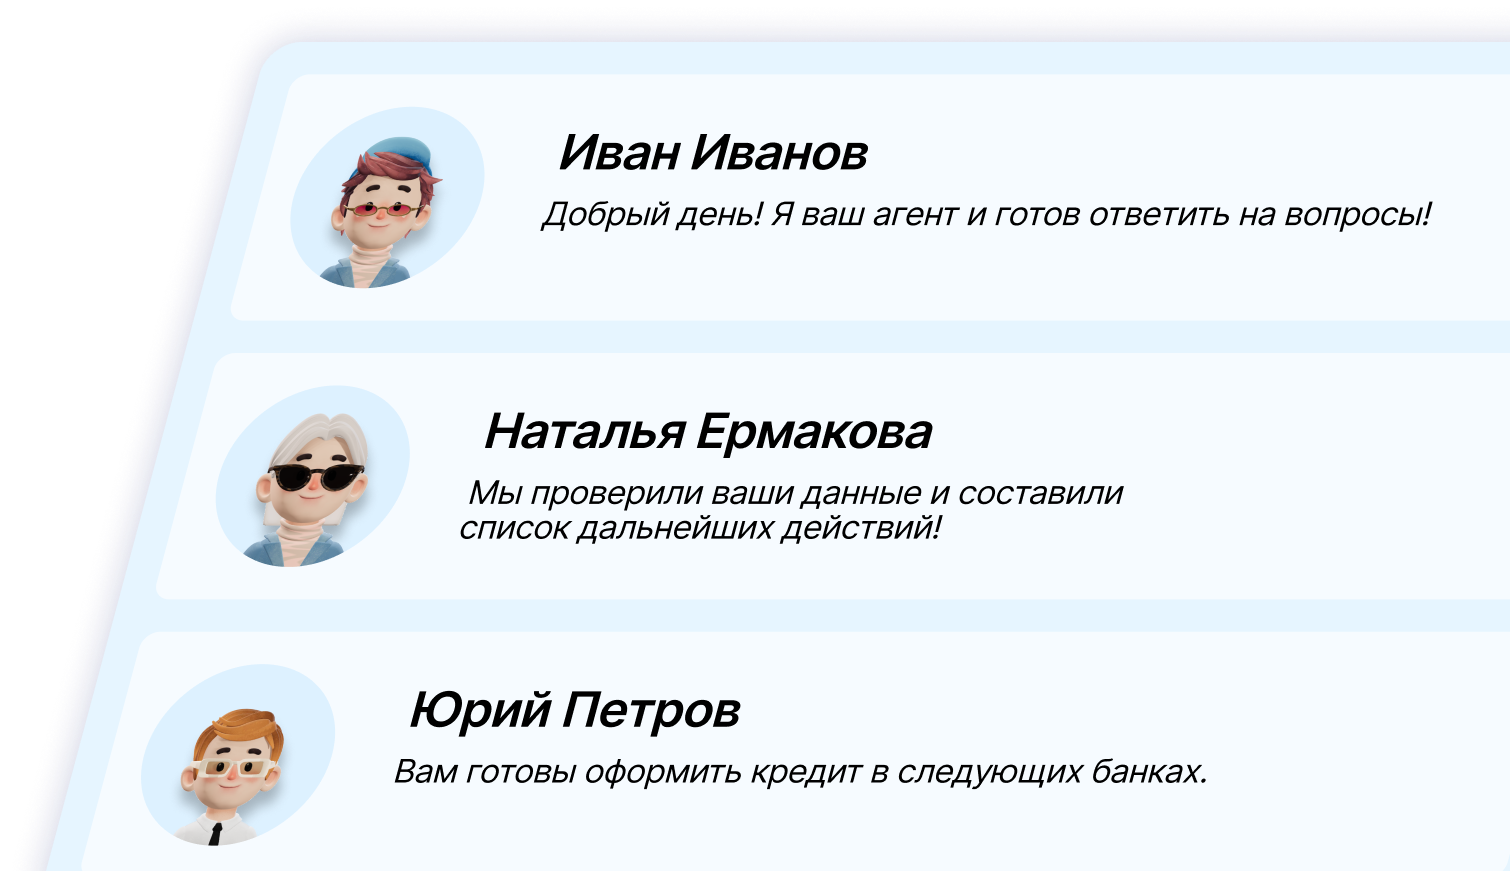 Иван Иванов
Добрый день! Я ваш агент и готов ответить на вопросы!
Наталья Ермакова
Мы проверили ваши данные и составили
список дальнейших действий!
Юрий Петров
Вам готовы оформить кредит в следующих банках.